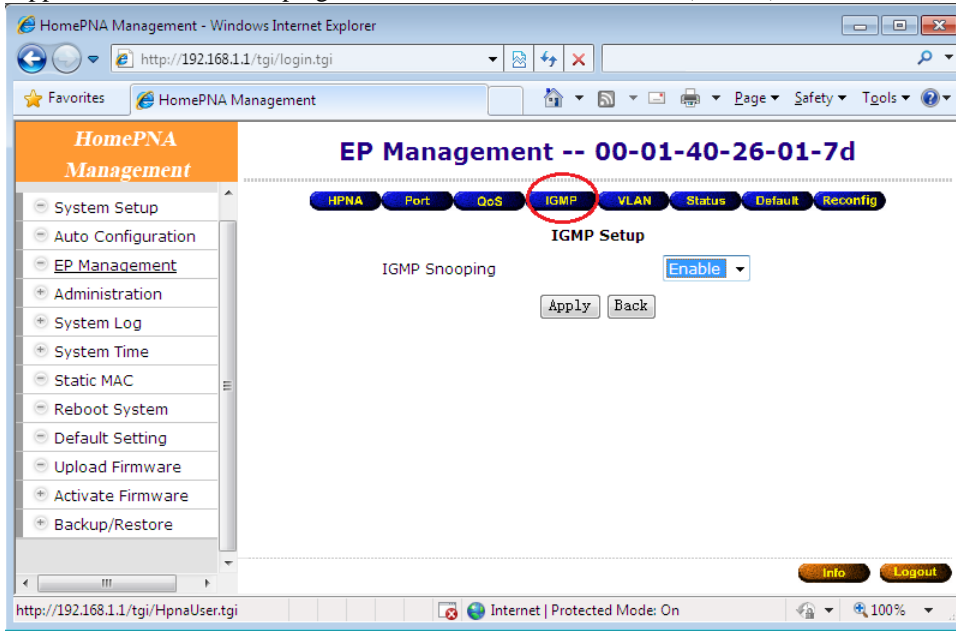 HomePNA Management - Windows Internet Explorer
http://192.168.1.1/tgi/login.tgi
Favorites HomePNA Management Page Safety Tools
HomePNA
Management
System Setup
Auto Configuration
EP Management
Administration
System Log
System Time
Static MAC
Reboot System
Default Setting
Upload Firmware
Activate Firmware
Backup/Restore
EP Management -- 00-01-40-26-01-7d
HPNA Port QoS IGMP VLAN Status Default Reconfig
IGMP Setup
IGMP Snooping Enable
Apply Back
Info Logout
http://192.168.1.1/tgi/HpnaUser.tgi Internet | Protected Mode: On 100%